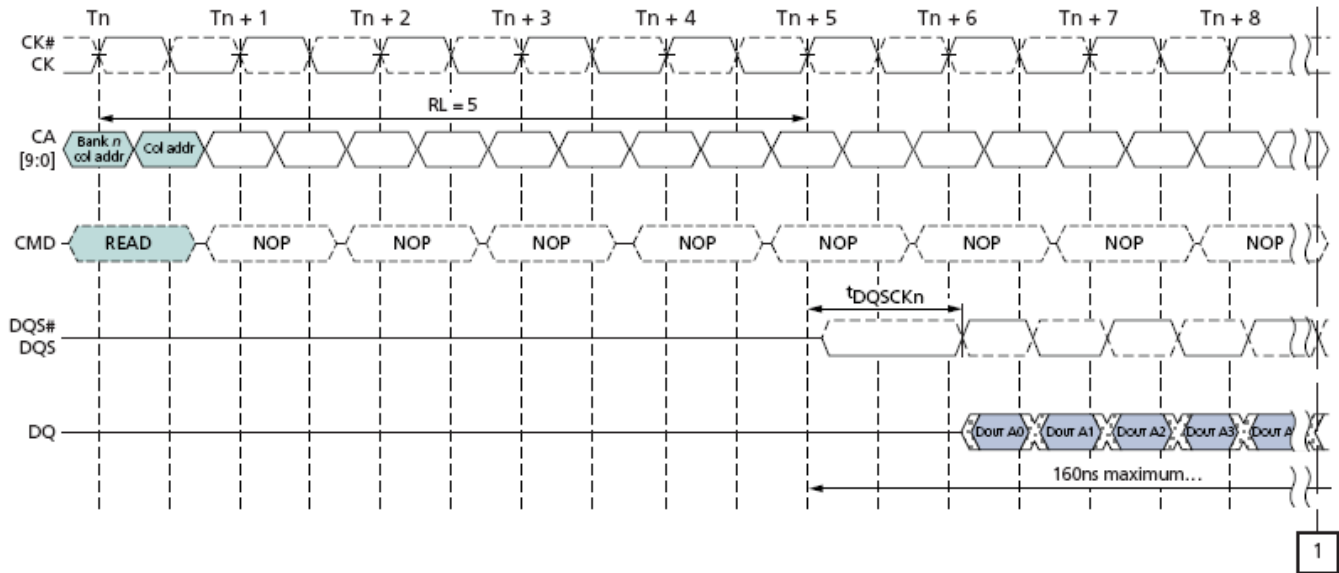 Tn Tn + 1 Tn + 2 Tn + 3 Tn + 4 Tn + 5 Tn + 6 Tn + 7 Tn + 8
CK#
CK
RL = 5
CA
[9:0]
Bank n
col addr
Col addr
CMD READ NOP NOP NOP NOP NOP NOP NOP NOP
tDQSCKn
DQS#
DQS
DQ DOUT A0 DOUT A1 DOUT A2 DOUT A3 DOUT A
160ns maximum...
1